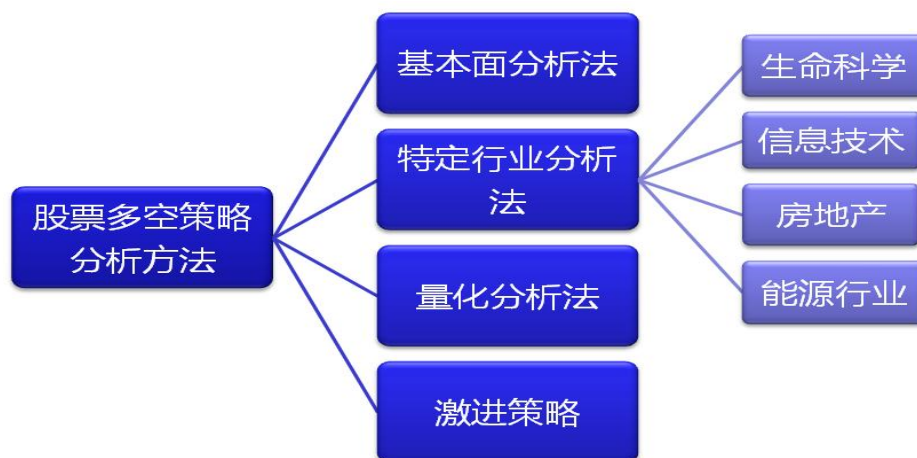 股票多空策略
分析方法
基本面分析法
特定行业分析
法
量化分析法
激进策略
生命科学
信息技术
房地产
能源行业